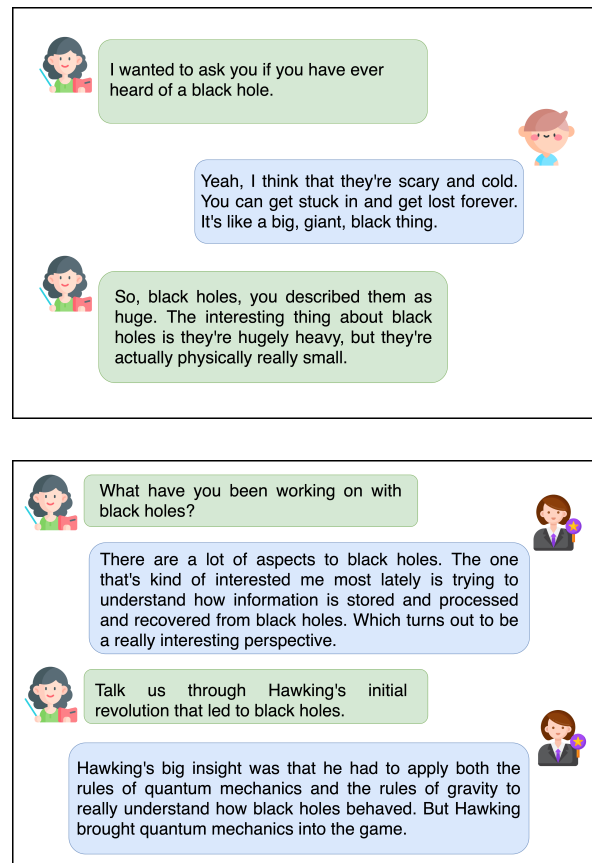 I wanted to ask you if you have ever
heard of a black hole.
Yeah, I think that they're scary and cold.
You can get stuck in and get lost forever.
It's like a big, giant, black thing.
So, black holes, you described them as
huge. The interesting thing about black
holes is they're hugely heavy, but they're
actually physically really small.
What have you been working on with
black holes?
There are a lot of aspects to black holes. The one
that's kind of interested me most lately is trying to
understand how information is stored and processed
and recovered from black holes. Which turns out to be
a really interesting perspective.
Talk us through Hawking's initial
revolution that led to black holes.
Hawking's big insight was that he had to apply both the
rules of quantum mechanics and the rules of gravity to
really understand how black holes behaved. But Hawking
brought quantum mechanics into the game.